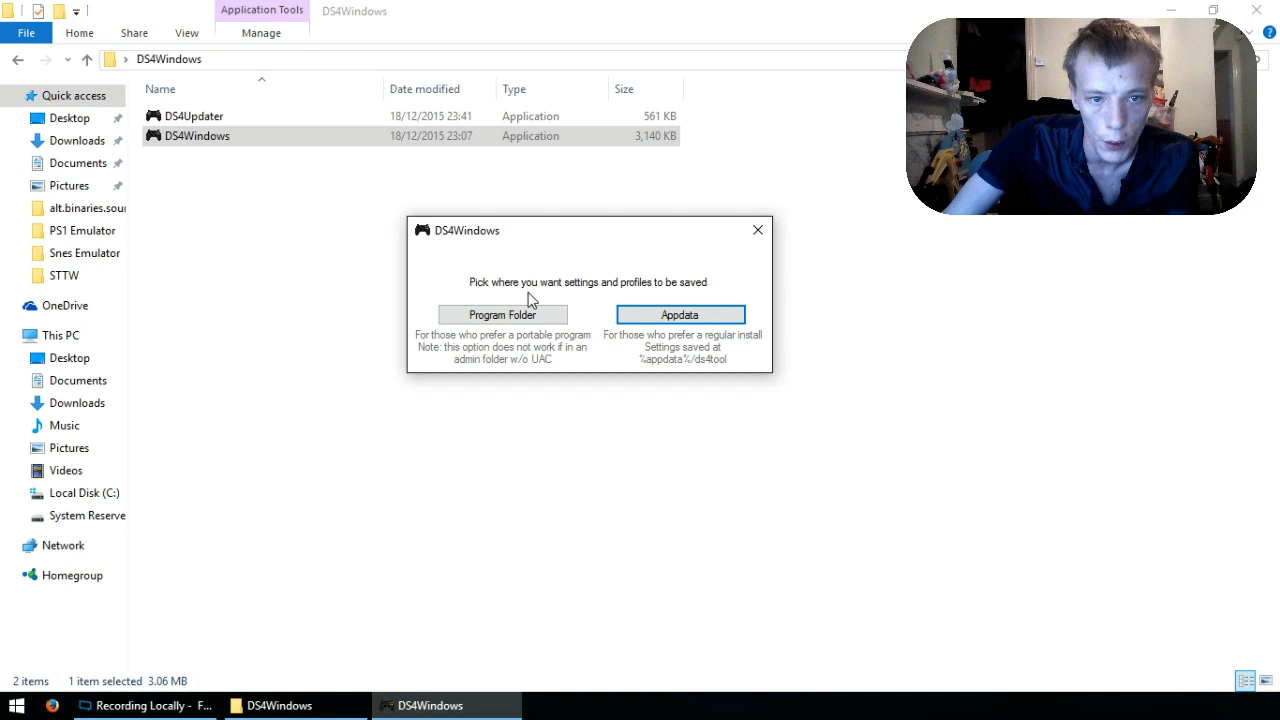 Application Tools
DS4Windows
File
Home
Share
View
Manage
DS4Windows
Name
Date modified
Type
Size
DS4Updater
18/12/2015 23:41
Application
561 KB
DS4Windows
18/12/2015 23:07
Application
3,140 KB
Quick access
Desktop
Downloads
Documents
Pictures
alt.binaries.sour
PS1 Emulator
Snes Emulator
STTW
OneDrive
This PC
Desktop
Documents
Downloads
Music
Pictures
Videos
Local Disk (C:)
System Reserve
Network
Homegroup
DS4Windows
Pick where you want settings and profiles to be saved
Program Folder
Appdata
For those who prefer a portable program
Note: this option does not work if in an
admin folder w/o UAC
For those who prefer a regular install
Settings saved at
%appdata%/ds4tool
2 items
1 item selected 3.06 MB
Recording Locally - F...
DS4Windows
DS4Windows